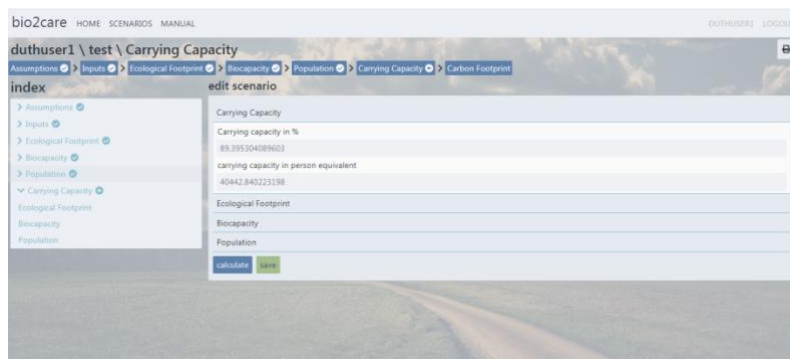 bio2care HOME SCENARIOS MANUAL DUTHUSER1 LOGOU
duthuser1 \ test \ Carrying Capacity
Assumptions > Inputs > Ecological Footprint > Biocapacity > Population > Carrying Capacity > Carbon Footprint
index
edit scenario
> Assumptions
> Inputs
> Ecological Footprint
> Biocapacity
> Population
Carrying Capacity
Ecological Footprint
Biocapacity
Population
Carrying Capacity
Carrying capacity in %
89.395304089603
carrying capacity in person equivalent
40442.840223198
Ecological Footprint
Biocapacity
Population
calculate save